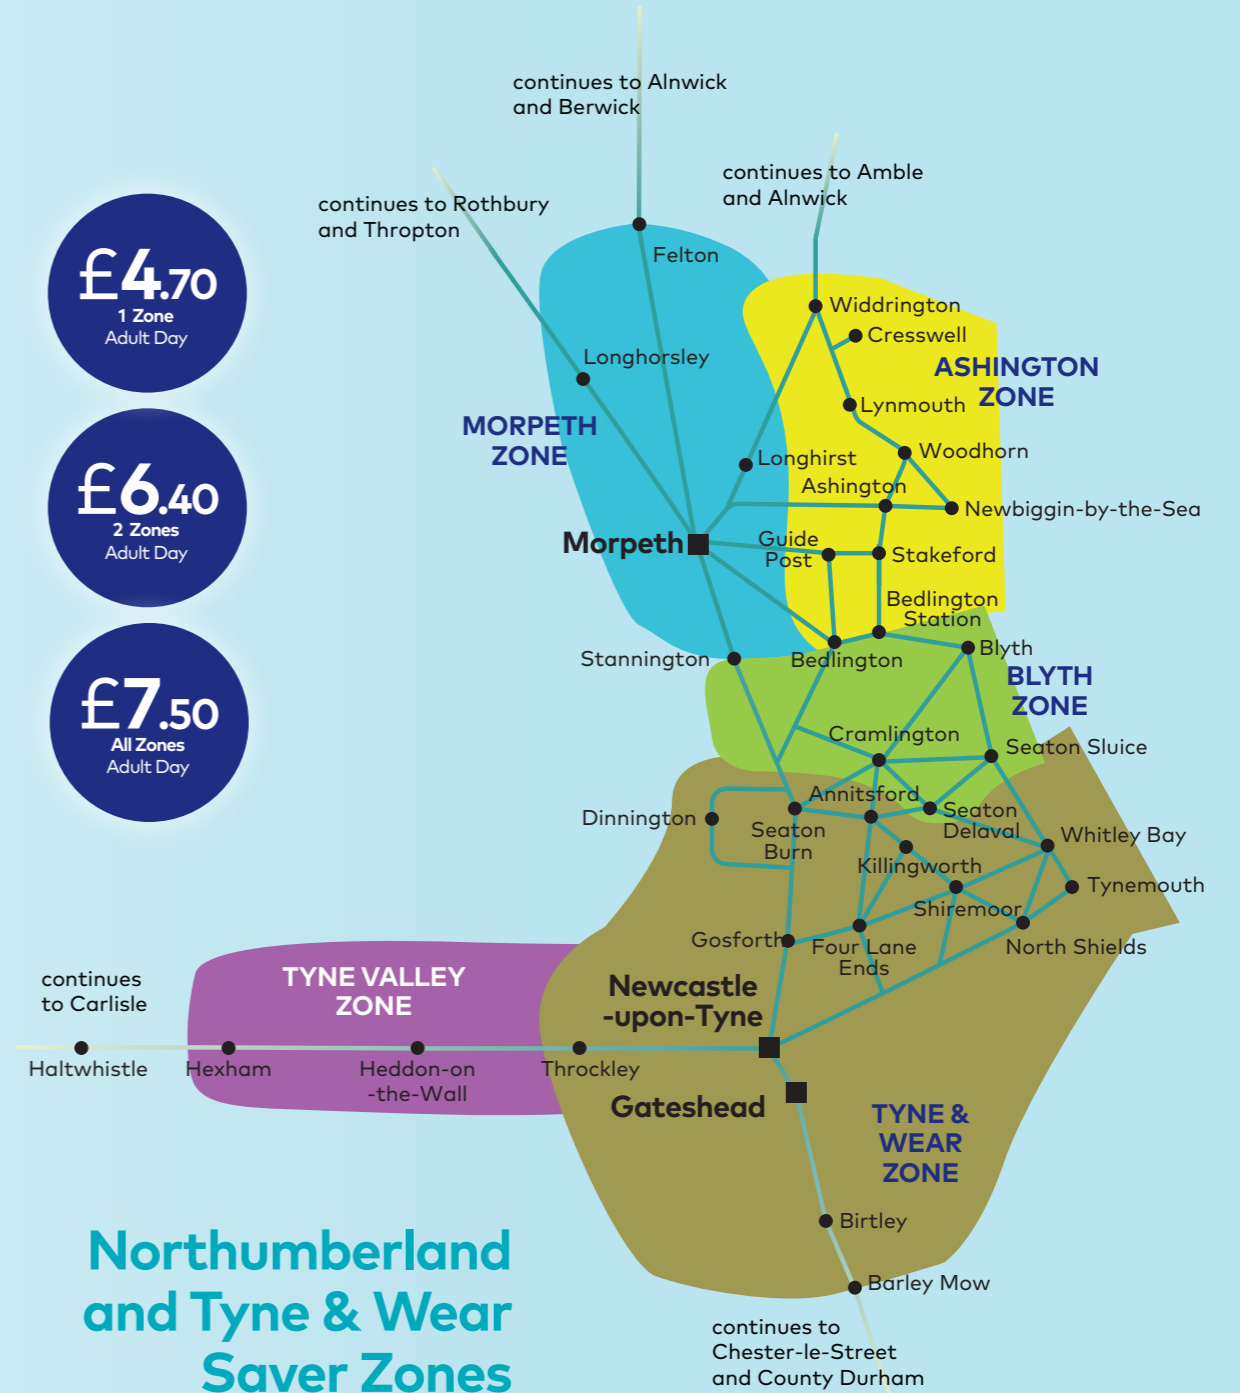 continues to Alnwick
and Berwick
continues to Amble
and Alnwick
continues to Rothbury
and Thropton
£4.70
1 Zone
Adult Day
£6.40
2 Zones
Adult Day
£7.50
All Zones
Adult Day
Felton
Widdrington
Cresswell
Longhorsley
ASHINGTON
ZONE
Lynmouth
MORPETH
ZONE
Woodhorn
Longhirst
Ashington
Newbiggin-by-the-Sea
Morpeth
Guide
Post
Stakeford
Bedlington
Station
Blyth
Stannington
Bedlington
BLYTH
ZONE
Cramlington
Seaton Sluice
Annitsford
Dinnington
Seaton
Burn
Seaton
Delaval
Whitley Bay
Killingworth
Tynemouth
Shiremoor
Gosforth
Four Lane
Ends
North Shields
continues
to Carlisle
TYNE VALLEY
ZONE
Newcastle
-upon-Tyne
Haltwhistle
Hexham
Heddon-on
-the-Wall
Throckley
Gateshead
TYNE &
WEAR
ZONE
Birtley
Barley Mow
continues to
Chester-le-Street
and County Durham
Northumberland
and Tyne & Wear
Saver Zones